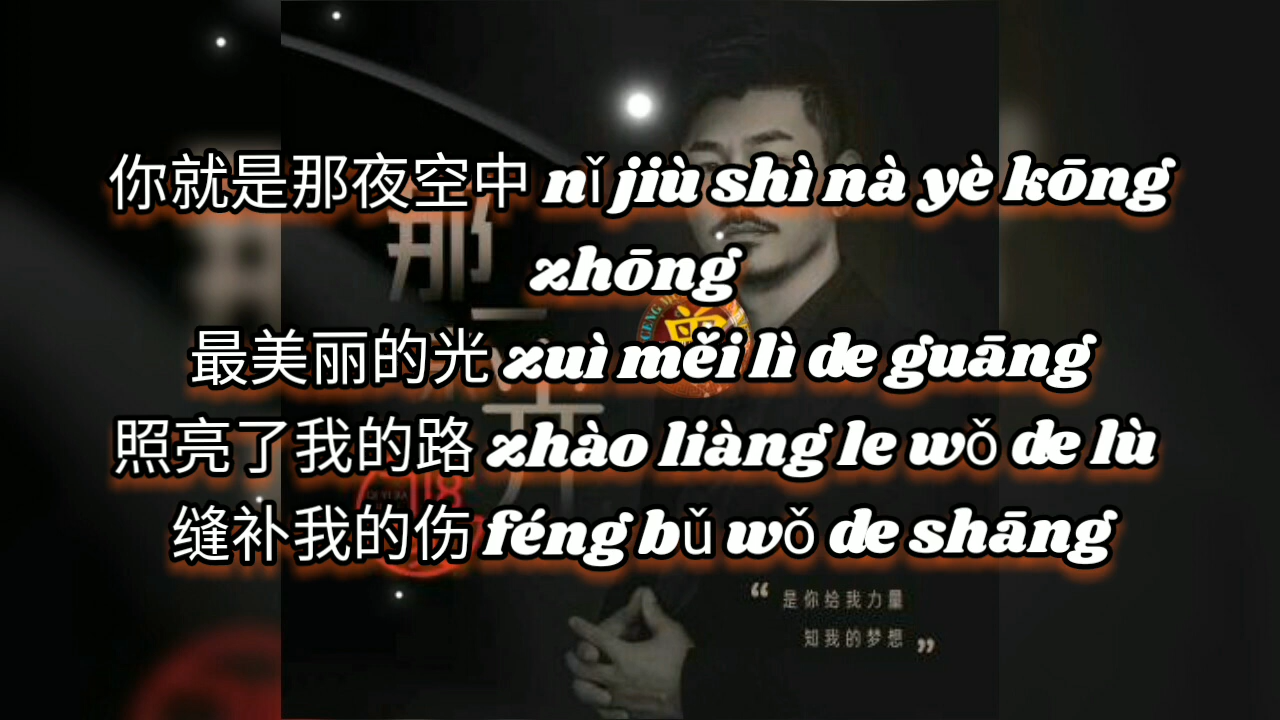 你就是那夜空中 nǐ jiù shì nà yè kōng
zhōng
最美丽的光 zuì měi lì de guāng
照亮了我的路 zhào liàng le wǒ de lù
缝补我的伤 féng bǔ wǒ de shāng
那
“ 是你给我力量
知我的梦想 ”